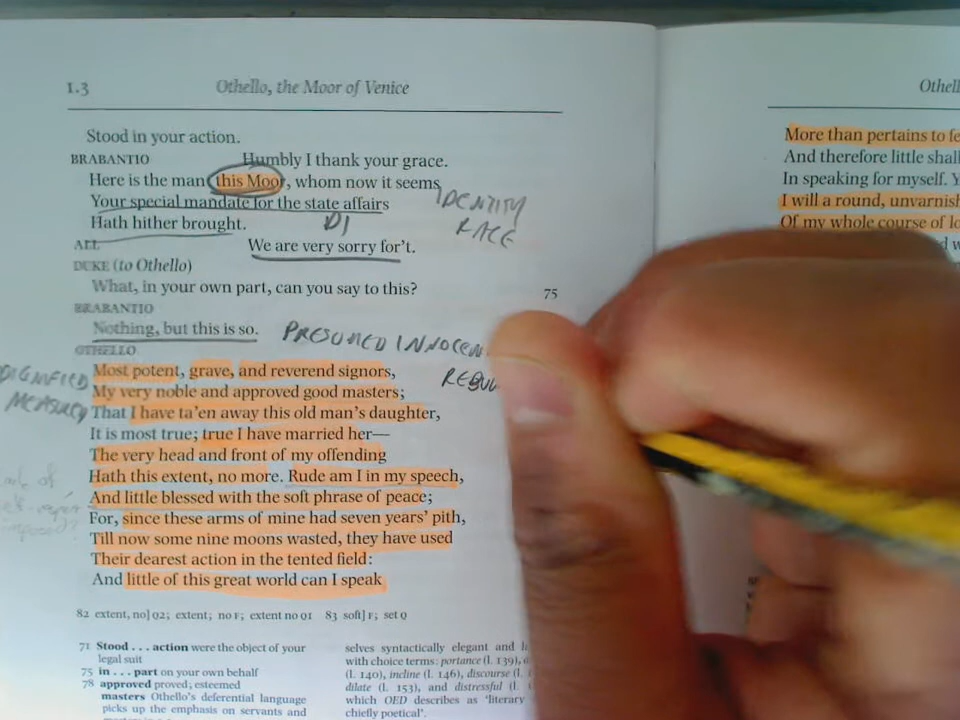 1.3 Othello, the Moor of Venice
Stood in your action.
BRABANTIO Humbly I thank your grace.
Here is the man, this Moor, whom now it seems
Your special mandate for the state affairs
Hath hither brought.
IDENTITY
RACE
DI
ALL We are very sorry for't.
DUKE (to Othello)
What, in your own part, can you say to this? 75
BRABANTIO
Nothing, but this is so.
PRESUMED INNOCEN
OTHELLO
REBU
DIGNIFIED
MEASURED
Most potent, grave, and reverend signors,
My very noble and approved good masters;
That I have ta'en away this old man's daughter,
It is most true; true I have married her—
The very head and front of my offending
Hath this extent, no more. Rude am I in my speech,
And little blessed with the soft phrase of peace;
For, since these arms of mine had seven years' pith,
Till now some nine moons wasted, they have used
Their dearest action in the tented field:
And little of this great world can I speak
82 extent, no] Q2; extent; no F; extent no Q1 83 soft] F; set Q
71 Stood . . . action were the object of your
legal suit
75 in . . . part on your own behalf
78 approved proved; esteemed
masters Othello's deferential language
picks up the emphasis on servants and
selves syntactically elegant and
with choice terms: portance (l. 139),
(l. 140), incline (l. 146), discourse (l.
dilate (l. 153), and distressful (l.
which OED describes as 'literary
chiefly poetical'.
Othell
More than pertains to fe
And therefore little shal
In speaking for myself. Y
I will a round, unvarnish
Of my whole course of lo